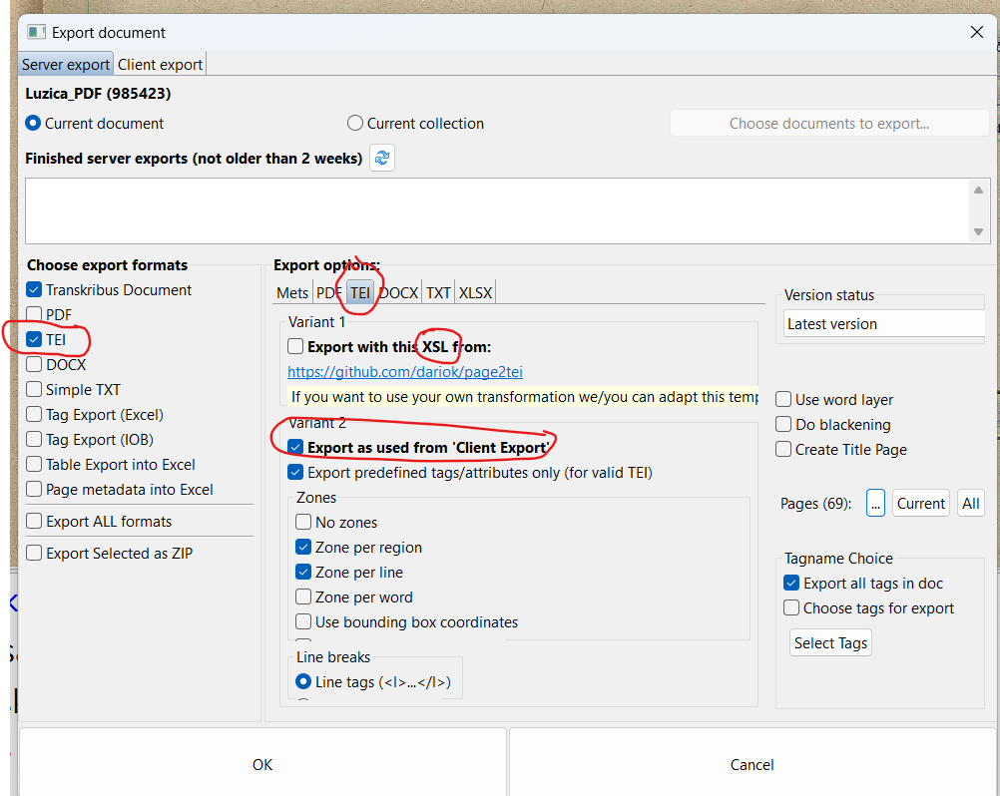 Export document
Server export Client export
Luzica_PDF (985423)
Current document Current collection Choose documents to export...
Finished server exports (not older than 2 weeks)
Choose export formats
Transkribus Document
PDF
TEI
DOCX
Simple TXT
Tag Export (Excel)
Tag Export (IOB)
Table Export into Excel
Page metadata into Excel
Export ALL formats
Export Selected as ZIP
Export options:
Mets PDF TEI DOCX TXT XLSX
Variant 1
Export with this XSL from:
https://github.com/dariok/page2tei
If you want to use your own transformation we/you can adapt this
Variant 2
Export as used from 'Client Export'
Export predefined tags/attributes only (for valid TEI)
Zones
No zones
Zone per region
Zone per line
Zone per word
Use bounding box coordinates
Line breaks
Line tags (<l>...</l>)
Version status
Latest version
Use word layer
Do blackening
Create Title Page
Pages (69): ... Current All
Tagname Choice
Export all tags in doc
Choose tags for export
Select Tags
OK Cancel